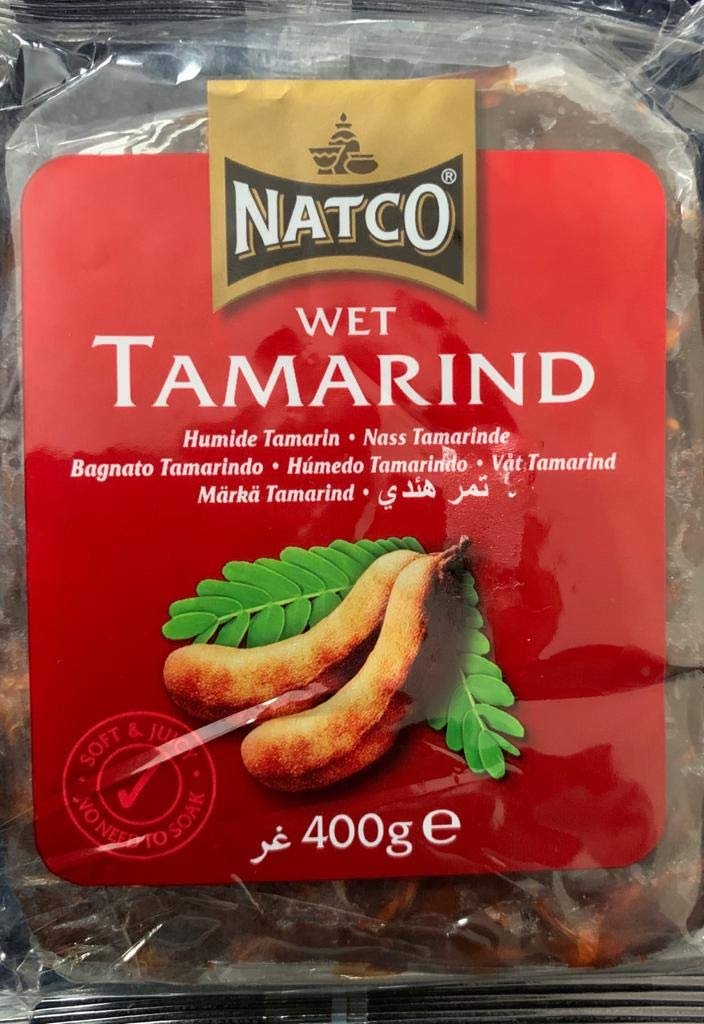 NATCO®
WET
TAMARIND
Humide Tamarin • Nass Tamarinde
Bagnato Tamarindo • Húmedo Tamarindo • Våt Tamarind
Märkä Tamarind • تمر هندي
SOFT & JUICY
NO NEED TO SOAK
400g e غر